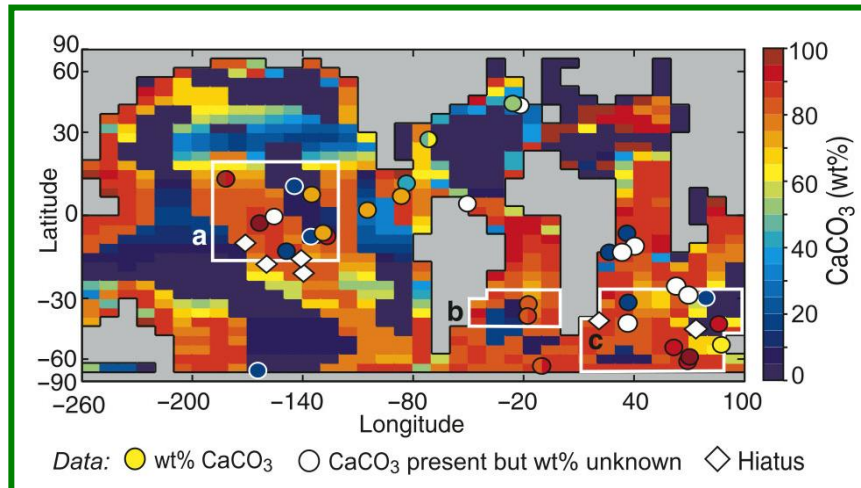 90
60
30
0
−30
−60
−90
Latitude
a
b
c
−260
−200
−140
−80
−20
40
100
Longitude
100
80
60
40
20
0
CaCO₃ (wt%)
Data: wt% CaCO₃ CaCO₃ present but wt% unknown Hiatus